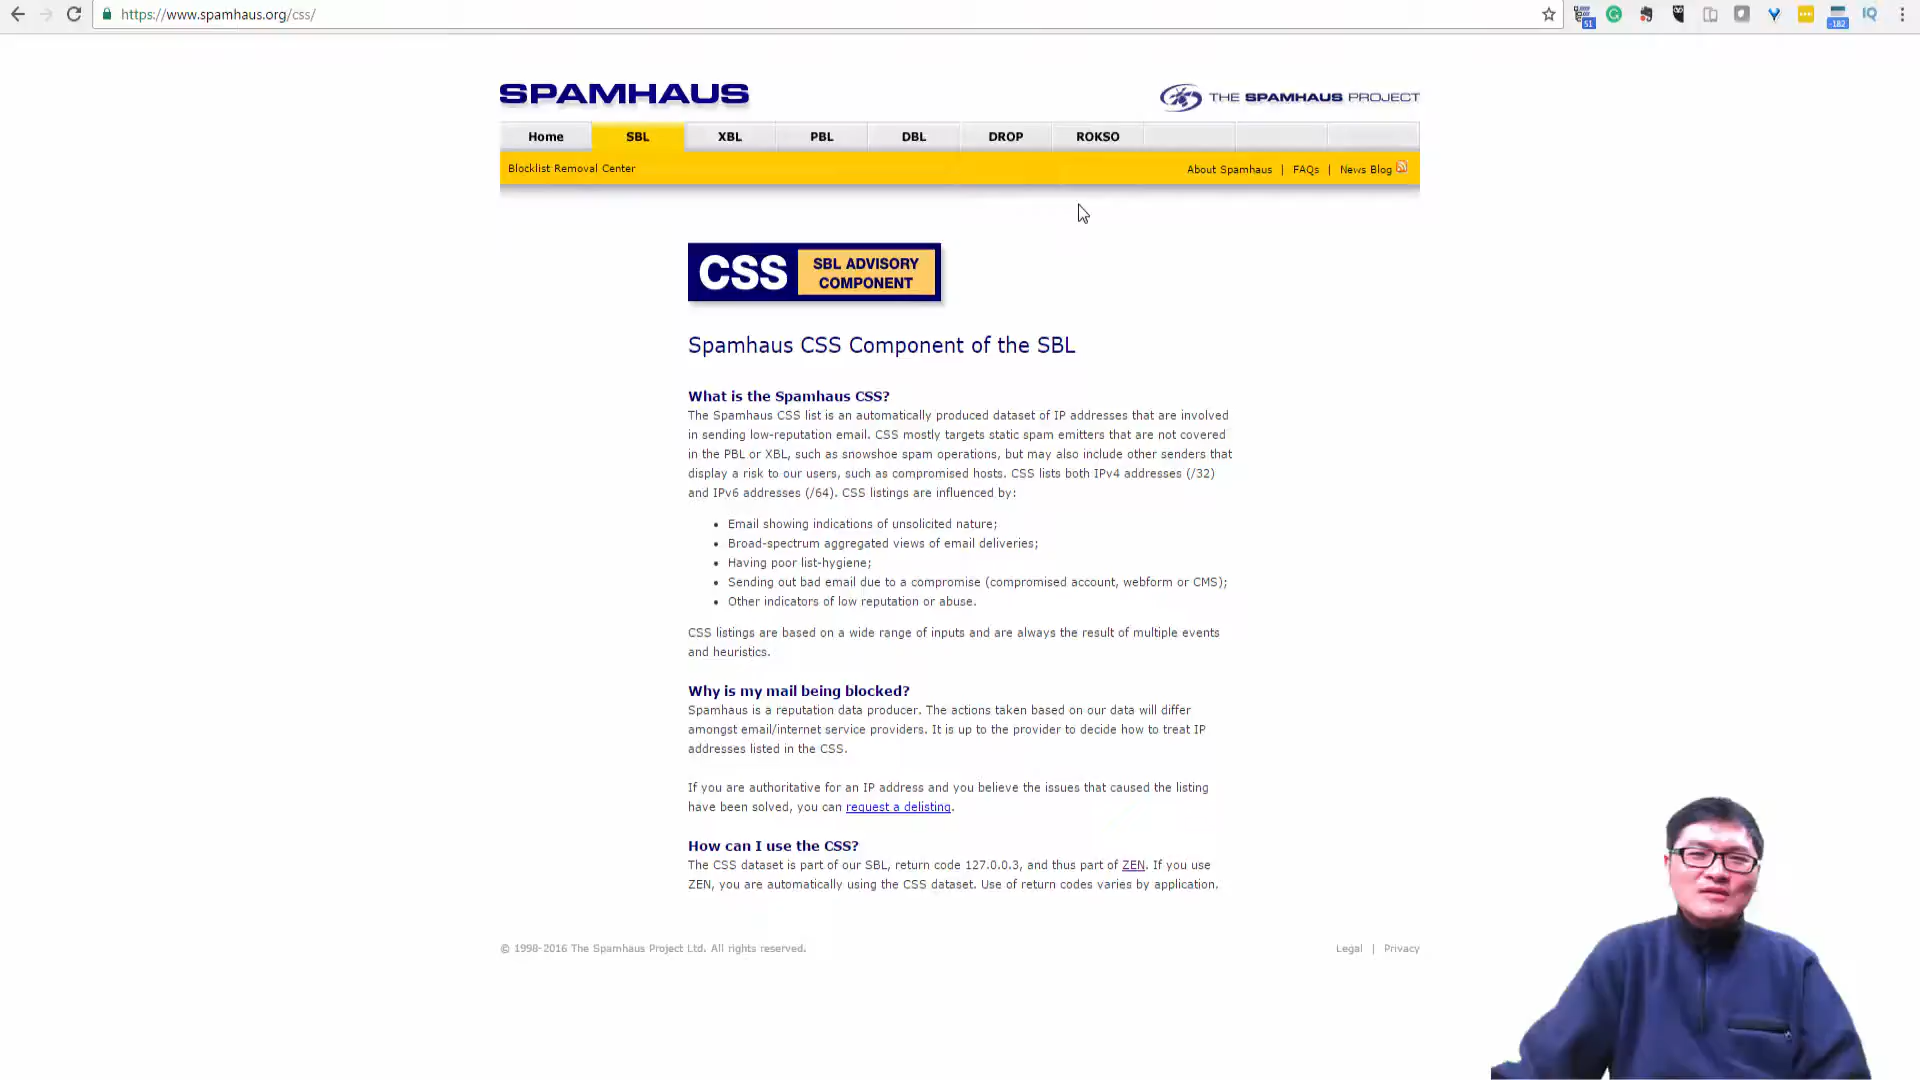 https://www.spamhaus.org/css/
51
-182
SPAMHAUS
THE SPAMHAUS PROJECT
Home SBL XBL PBL DBL DROP ROKSO
Blocklist Removal Center
About Spamhaus | FAQs | News Blog
CSS SBL ADVISORY
COMPONENT
Spamhaus CSS Component of the SBL
What is the Spamhaus CSS?
The Spamhaus CSS list is an automatically produced dataset of IP addresses that are involved
in sending low-reputation email. CSS mostly targets static spam emitters that are not covered
in the PBL or XBL, such as snowshoe spam operations, but may also include other senders that
display a risk to our users, such as compromised hosts. CSS lists both IPv4 addresses (/32)
and IPv6 addresses (/64). CSS listings are influenced by:
• Email showing indications of unsolicited nature;
• Broad-spectrum aggregated views of email deliveries;
• Having poor list-hygiene;
• Sending out bad email due to a compromise (compromised account, webform or CMS);
• Other indicators of low reputation or abuse.
CSS listings are based on a wide range of inputs and are always the result of multiple events
and heuristics.
Why is my mail being blocked?
Spamhaus is a reputation data producer. The actions taken based on our data will differ
amongst email/internet service providers. It is up to the provider to decide how to treat IP
addresses listed in the CSS.
If you are authoritative for an IP address and you believe the issues that caused the listing
have been solved, you can request a delisting.
How can I use the CSS?
The CSS dataset is part of our SBL, return code 127.0.0.3, and thus part of ZEN. If you use
ZEN, you are automatically using the CSS dataset. Use of return codes varies by application.
© 1998-2016 The Spamhaus Project Ltd. All rights reserved.
Legal | Privacy